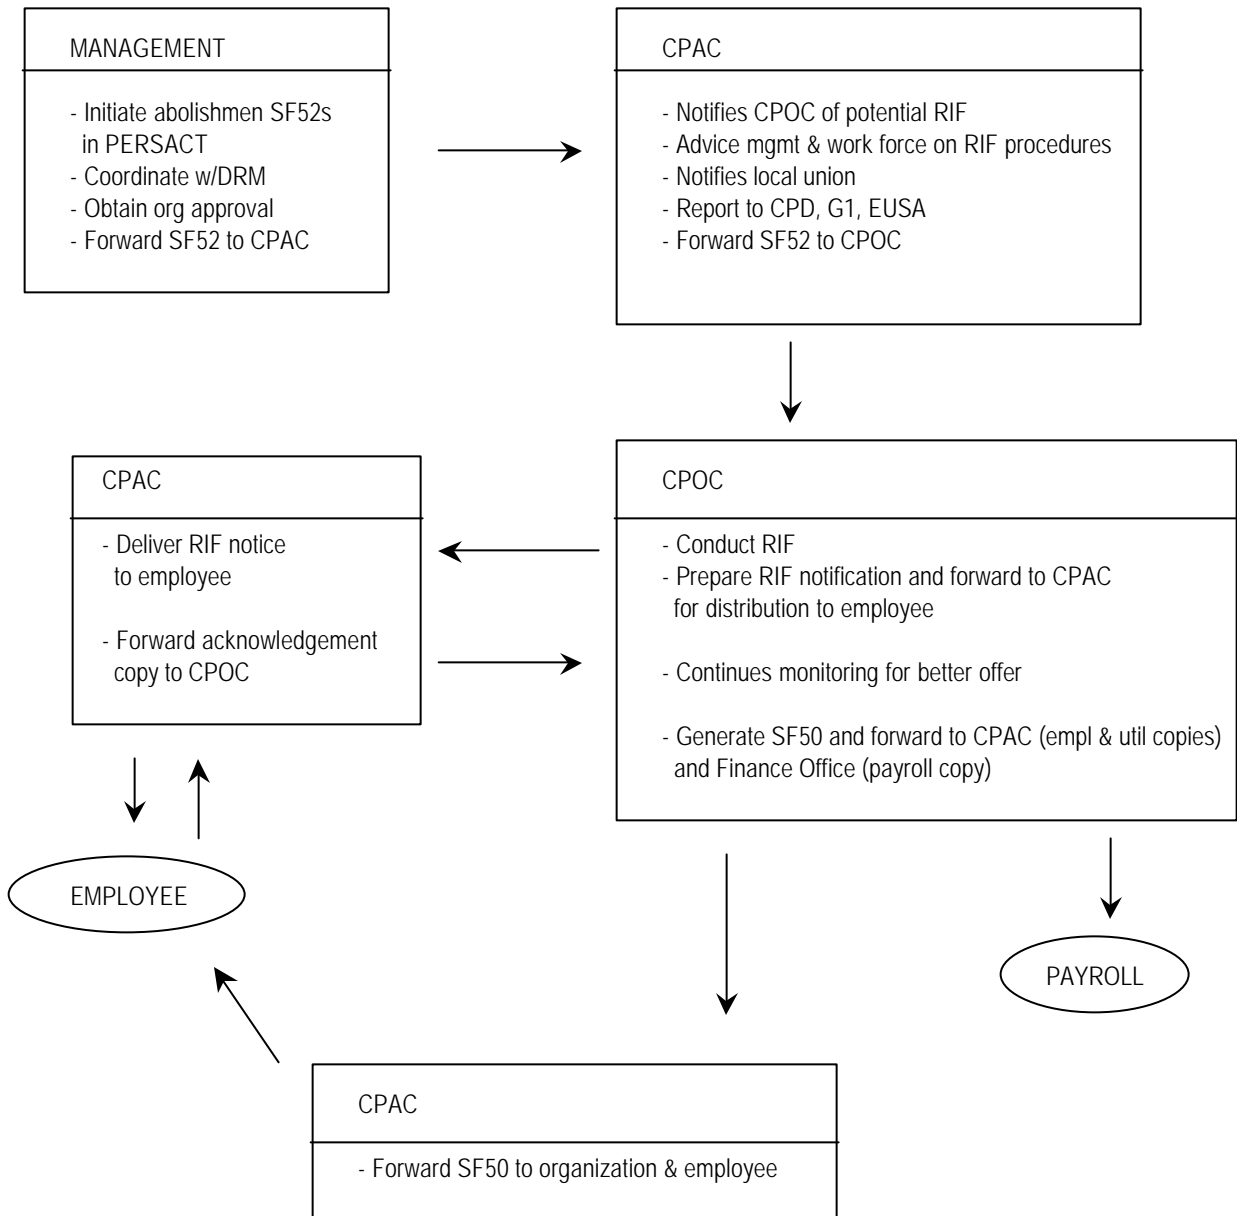 MANAGEMENT
- Initiate abolishmen SF52s
in PERSACT
- Coordinate w/DRM
- Obtain org approval
- Forward SF52 to CPAC
CPAC
- Notifies CPOC of potential RIF
- Advice mgmt & work force on RIF procedures
- Notifies local union
- Report to CPD, G1, EUSA
- Forward SF52 to CPOC
CPAC
- Deliver RIF notice
to employee
- Forward acknowledgement
copy to CPOC
CPOC
- Conduct RIF
- Prepare RIF notification and forward to CPAC
for distribution to employee
- Continues monitoring for better offer
- Generate SF50 and forward to CPAC (empl & util copies)
and Finance Office (payroll copy)
EMPLOYEE
PAYROLL
CPAC
- Forward SF50 to organization & employee